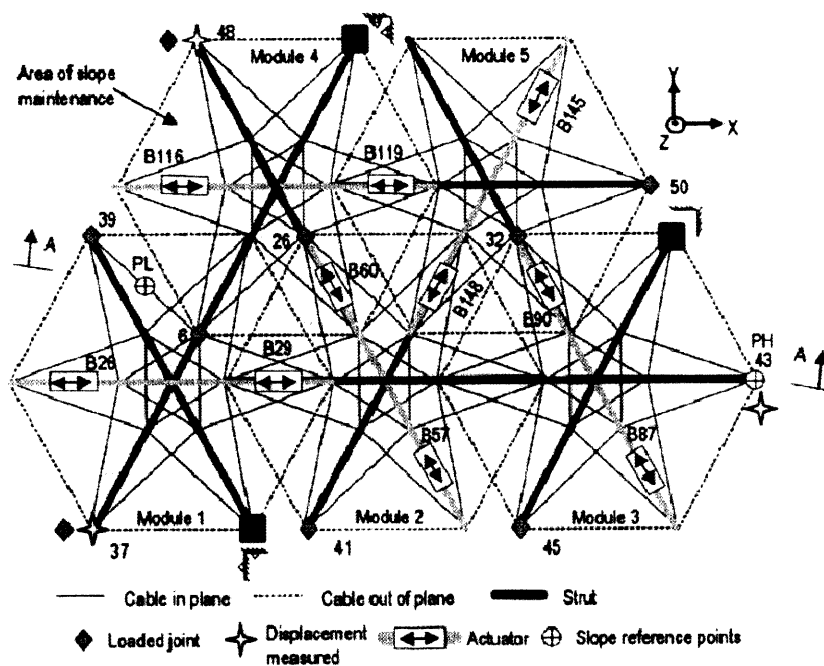 48
Module 4
Module 5
Area of slope
maintenance
B145
Y
X
Z
B116
B119
50
39
A
PL
26
B60
32
B148
B90
6
B26
B29
PH
43
A
B57
B87
Module 1
Module 2
Module 3
37
41
45
Cable in plane
Cable out of plane
Strut
Loaded joint
Displacement
measured
Actuator
Slope reference points